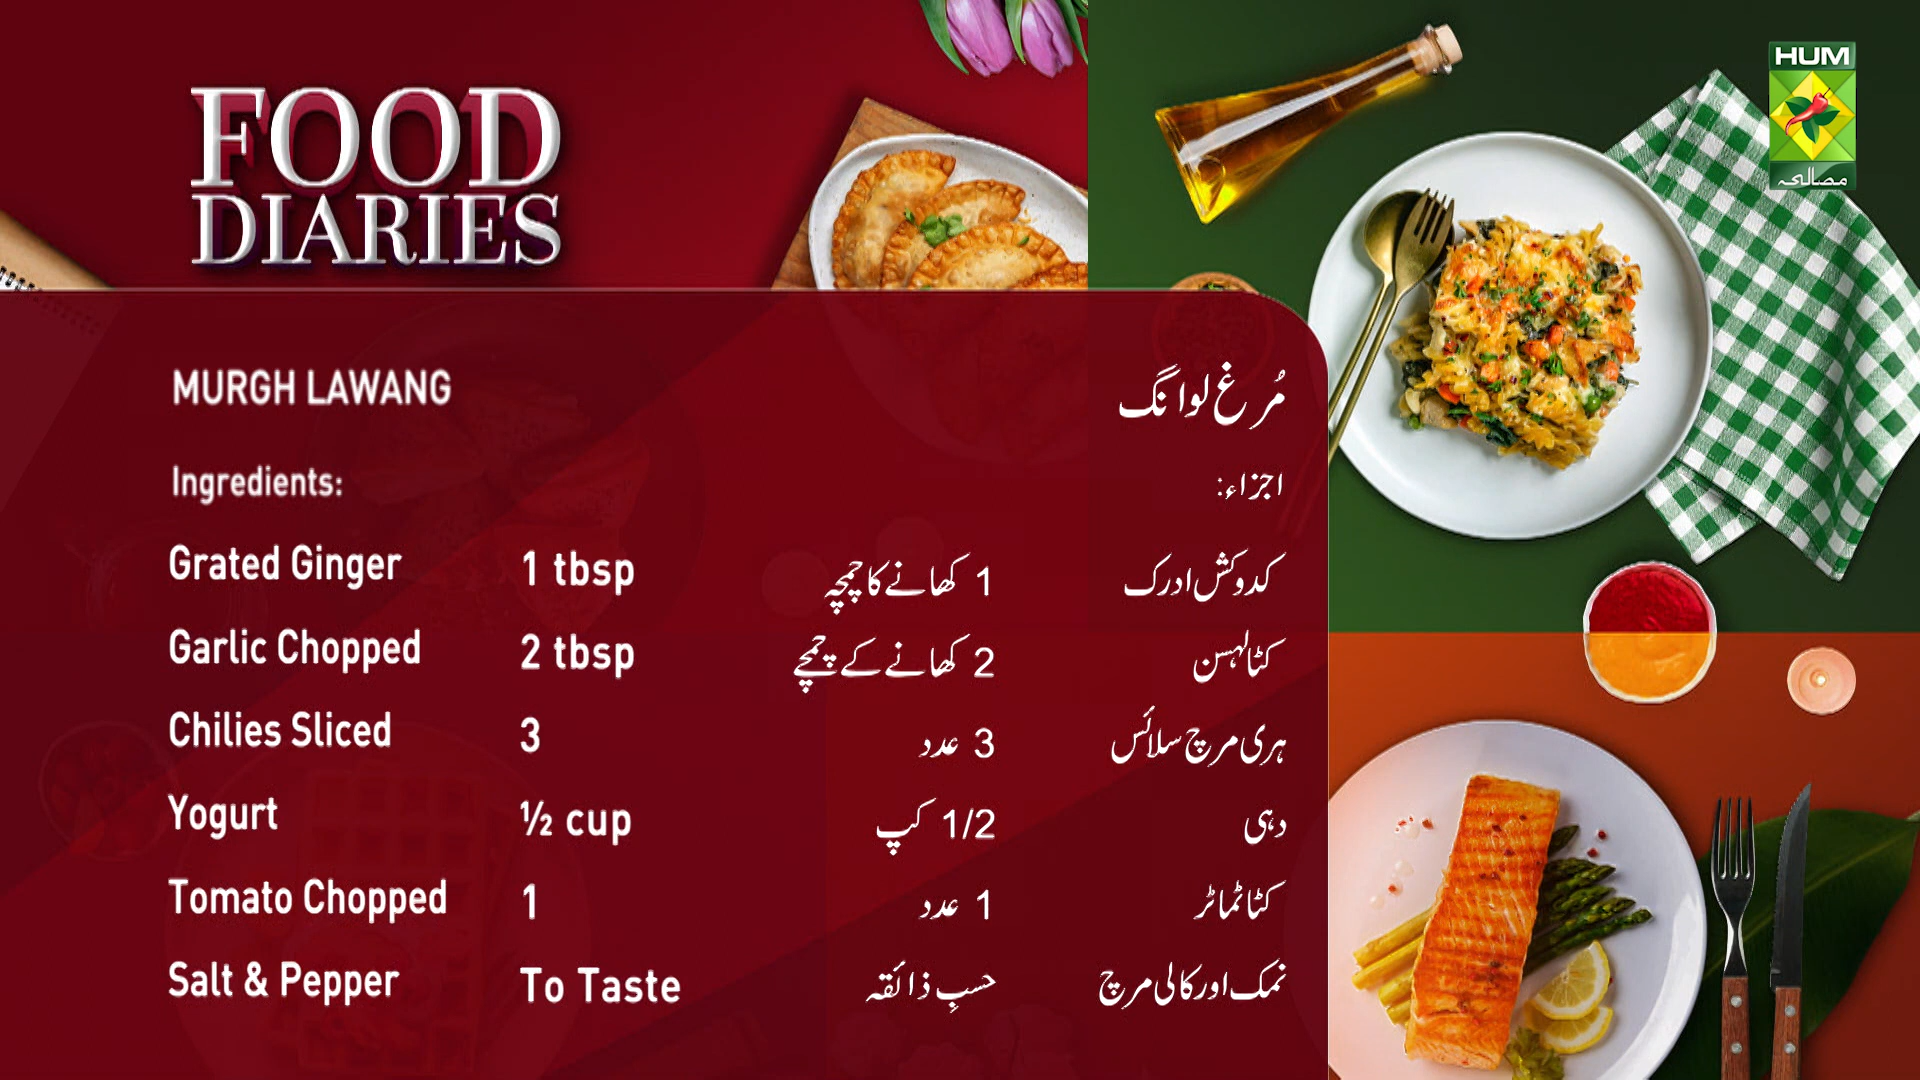 FOOD
DIARIES
HUM
مصالحہ
MURGH LAWANG مُرغ لوانگ
Ingredients: اجزاء:
Grated Ginger 1 tbsp 1 کھانے کا چمچہ کدوکش ادرک
Garlic Chopped 2 tbsp 2 کھانے کے چمچے کٹا لہسن
Chilies Sliced 3 3 عدد ہری مرچ سلائس
Yogurt ½ cup 1/2 کپ دہی
Tomato Chopped 1 1 عدد کٹا ٹماٹر
Salt & Pepper To Taste حسبِ ذائقہ نمک اور کالی مرچ